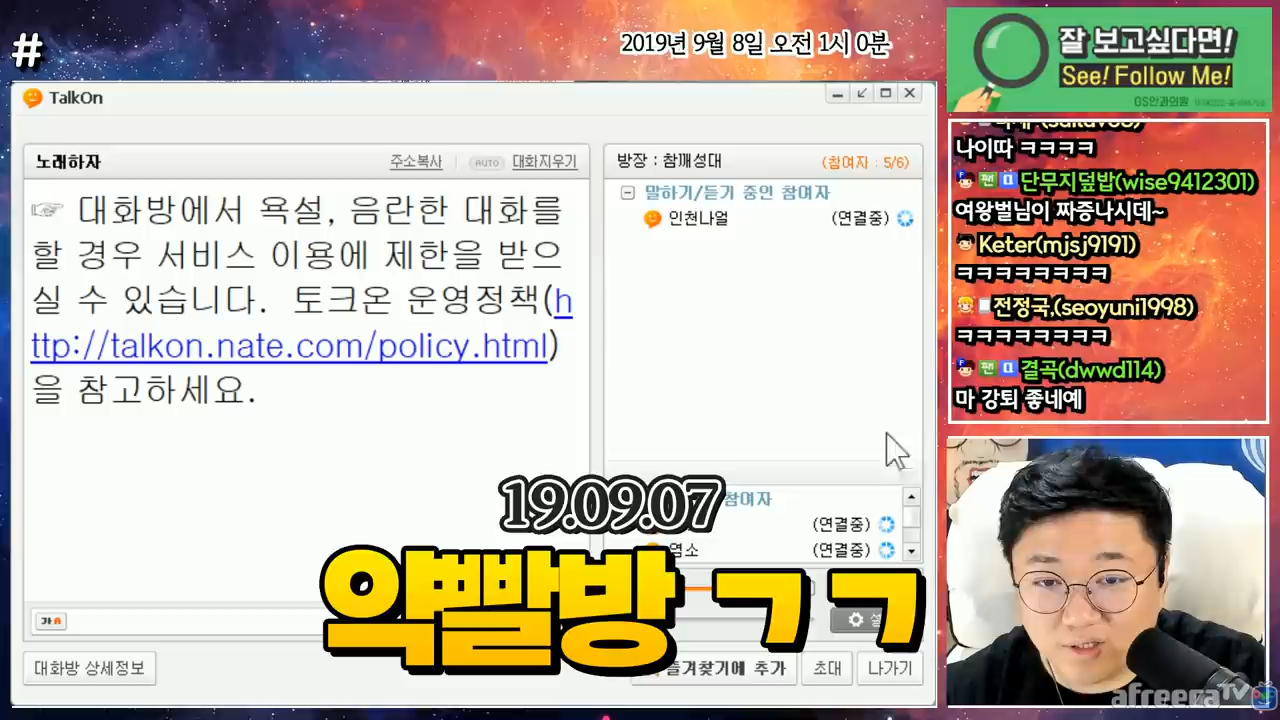 #
2019년 9월 8일 오전 1시 0분
잘 보고싶다면!
See! Follow Me!
GS안과의원
TalkOn
노래하자
주소복사
AUTO
대화지우기
☞ 대화방에서 욕설, 음란한 대화를
할 경우 서비스 이용에 제한을 받으
실 수 있습니다. 토크온 운영정책(h
ttp://talkon.nate.com/policy.html)
을 참고하세요.
방장 : 참깨성대
(참여자 : 5/6)
말하기/듣기 중인 참여자
인천나얼
(연결중)
참여자
(연결중)
염소
(연결중)
19.09.07
약빨방 ㄱㄱ
가
대화방 상세정보
즐겨찾기에 추가
초대
나가기
나이따 ㅋㅋㅋㅋ
단무지덮밥(wise9412301)
여왕벌님이 짜증나시데~
Keter(mjsj9191)
ㅋㅋㅋㅋㅋㅋㅋㅋ
전정국,(seoyuni1998)
ㅋㅋㅋㅋㅋㅋㅋㅋ
결곡(dwwd114)
마 강퇴 좋네예
afreecaTV